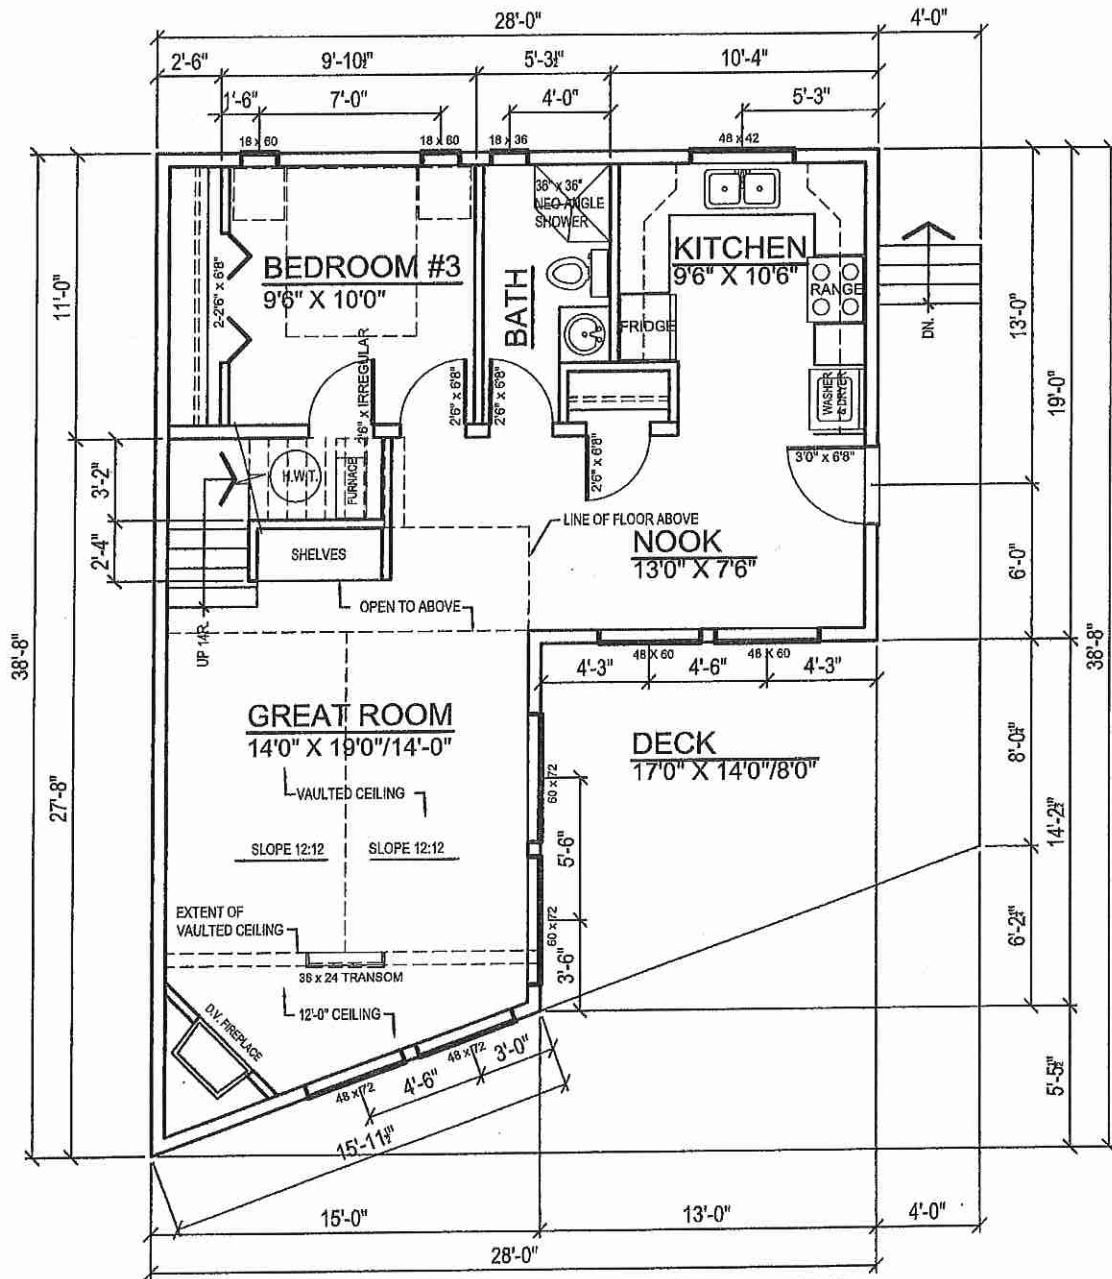 28'-0"
4'-0"
2'-6"
9'-10½"
5'-3½"
10'-4"
1'-6"
7'-0"
4'-0"
5'-3"
18 x 60
18 x 60
18 x 36
48 x 42
36" x 36"
NEO ANGLE
SHOWER
KITCHEN
9'6" X 10'6"
BEDROOM #3
9'6" X 10'0"
BATH
RANGE
FRIDGE
DN.
11'-0"
13'-0"
19'-0"
2-2'6" x 6'8"
2'6" x IRREGULAR
2'6" x 6'8"
2'6" x 6'8"
WASHER
& DRYER
3'0" x 6'8"
2'6" x 6'8"
3'-2"
H.W.T.
FURNACE
LINE OF FLOOR ABOVE
2'-4"
SHELVES
NOOK
13'0" X 7'6"
6'-0"
OPEN TO ABOVE
UP 14R.
38'-8"
38'-8"
48 X 60
48 X 60
4'-3"
4'-6"
4'-3"
GREAT ROOM
14'0" X 19'0"/14'-0"
DECK
17'0" X 14'0"/8'0"
8'-0½"
27'-8"
VAULTED CEILING
60 x 72
5'-6"
14'-2½"
SLOPE 12:12
SLOPE 12:12
EXTENT OF
VAULTED CEILING
60 x 72
3'-6"
6'-2½"
36 x 24 TRANSOM
12'-0" CEILING
D.V. FIREPLACE
48 x 72
3'-0"
48 x 72
4'-6"
5'-5½"
15'-11½"
15'-0"
13'-0"
4'-0"
28'-0"